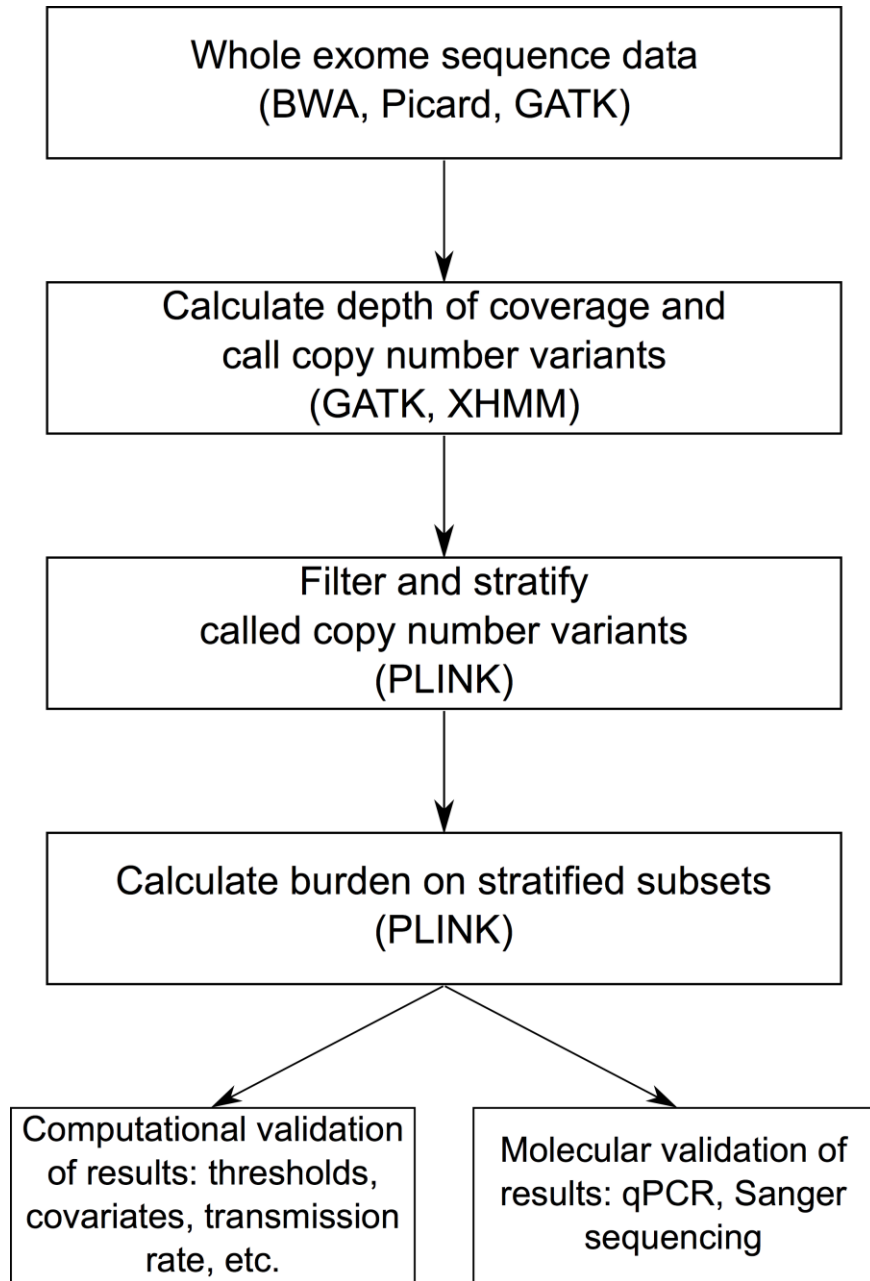 Whole exome sequence data
(BWA, Picard, GATK)
Calculate depth of coverage and
call copy number variants
(GATK, XHMM)
Filter and stratify
called copy number variants
(PLINK)
Calculate burden on stratified subsets
(PLINK)
Computational validation
of results: thresholds,
covariates, transmission
rate, etc.
Molecular validation of
results: qPCR, Sanger
sequencing